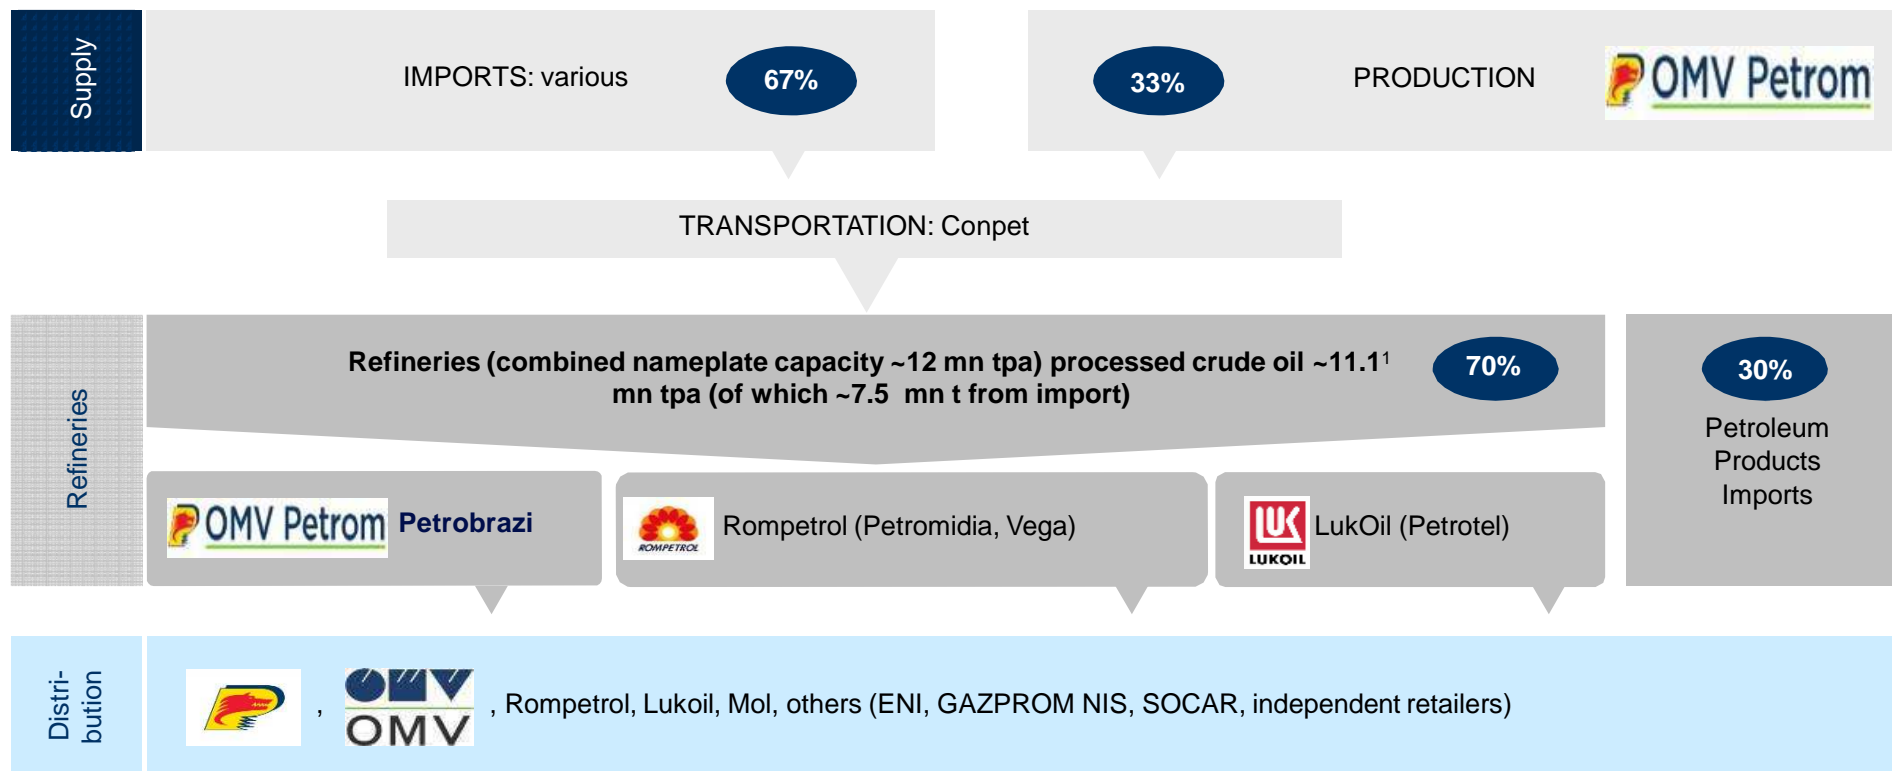 Supply
IMPORTS: various
67%
33%
PRODUCTION
OMV Petrom
TRANSPORTATION: Conpet
Refineries
Refineries (combined nameplate capacity ~12 mn tpa) processed crude oil ~11.1¹
mn tpa (of which ~7.5 mn t from import)
70%
30%
Petroleum
Products
Imports
OMV Petrom Petrobrazi
ROMPETROL
Rompetrol (Petromidia, Vega)
LUK
LUKOIL
LukOil (Petrotel)
Distri-
bution
,
OMV
OMV
, Rompetrol, Lukoil, Mol, others (ENI, GAZPROM NIS, SOCAR, independent retailers)